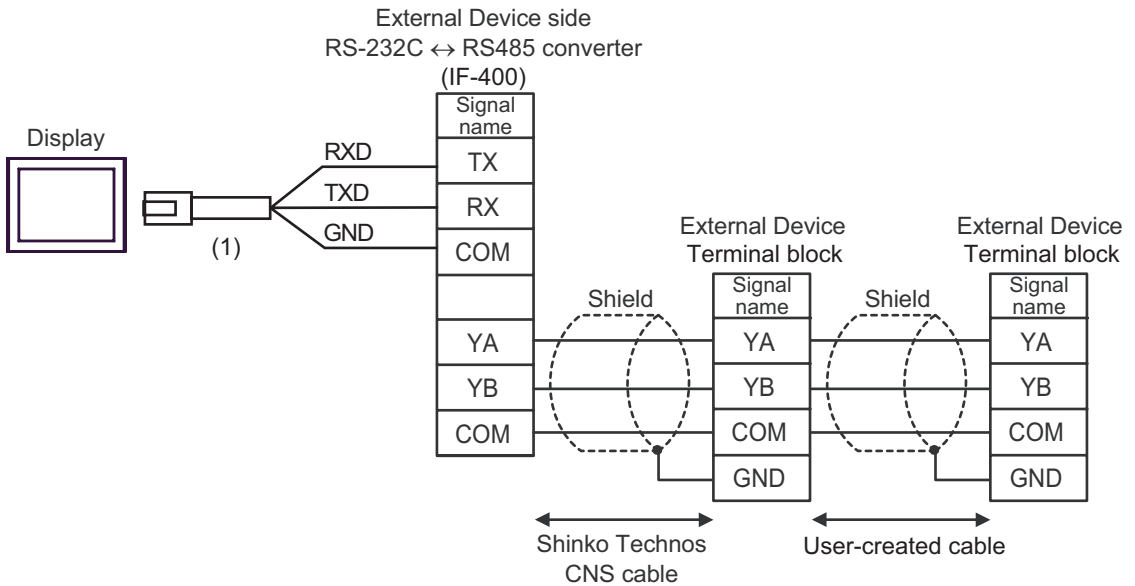 External Device side
RS-232C ↔ RS485 converter
(IF-400)
Display
(1)
RXD
TXD
GND
Signal
name
TX
RX
COM
YA
YB
COM
Shield
External Device
Terminal block
Signal
name
YA
YB
COM
GND
Shield
External Device
Terminal block
Signal
name
YA
YB
COM
GND
Shinko Technos
CNS cable
User-created cable